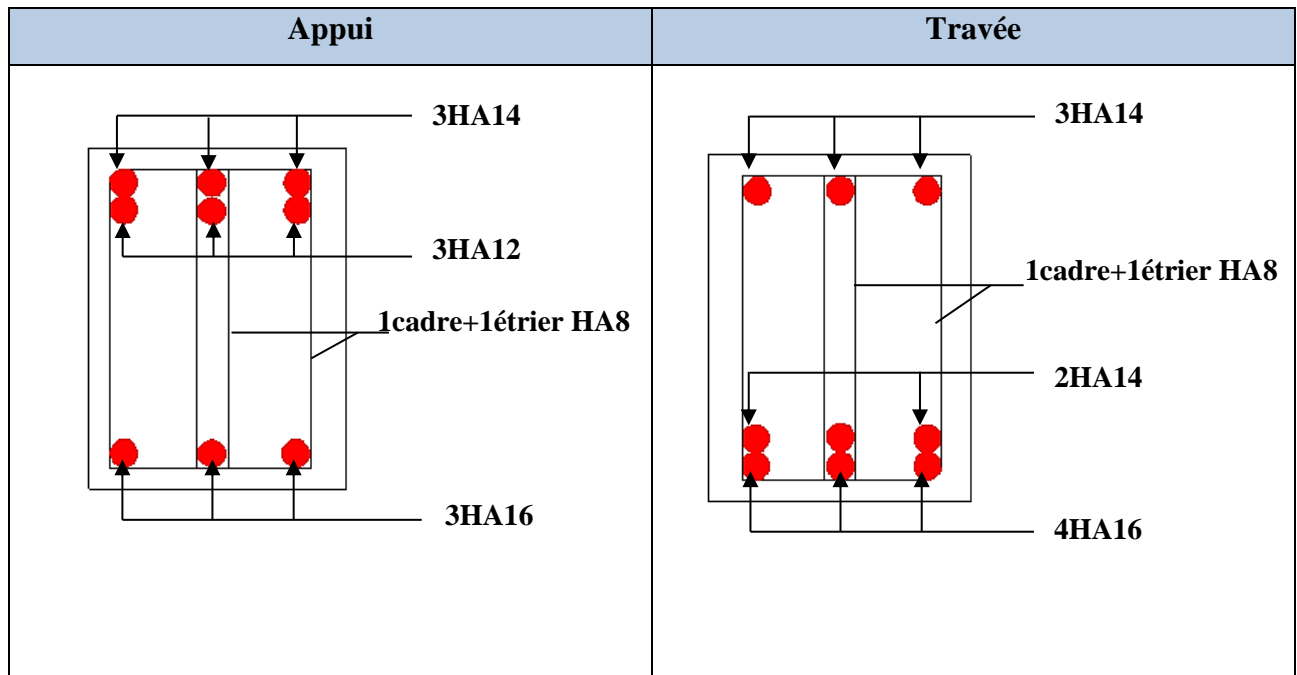 Appui
Travée
3HA14
3HA12
1cadre+1étrier HA8
3HA16
3HA14
1cadre+1étrier HA8
2HA14
4HA16